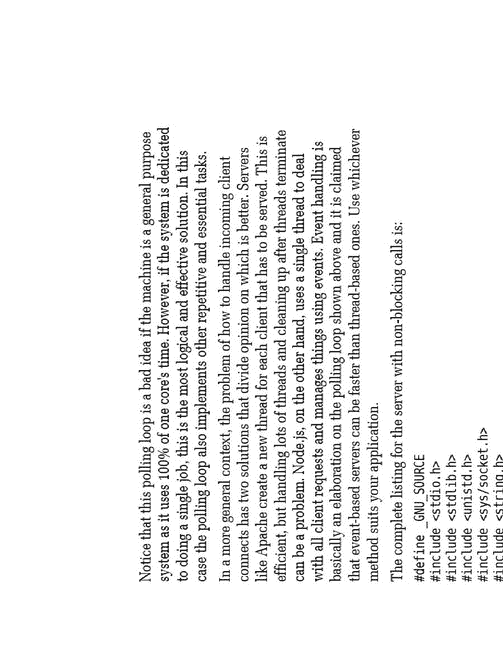 Notice that this polling loop is a bad idea if the machine is a general purpose
system as it uses 100% of one core's time. However, if the system is dedicated
to doing a single job, this is the most logical and effective solution. In this
case the polling loop also implements other repetitive and essential tasks.
In a more general context, the problem of how to handle incoming client
connects has two solutions that divide opinion on which is better. Servers
like Apache create a new thread for each client that has to be served. This is
efficient, but handling lots of threads and cleaning up after threads terminate
can be a problem. Node.js, on the other hand, uses a single thread to deal
with all client requests and manages things using events. Event handling is
basically an elaboration on the polling loop shown above and it is claimed
that event-based servers can be faster than thread-based ones. Use whichever
method suits your application.
The complete listing for the server with non-blocking calls is:
#define _GNU_SOURCE
#include <stdio.h>
#include <stdlib.h>
#include <unistd.h>
#include <sys/socket.h>
#include <string.h>